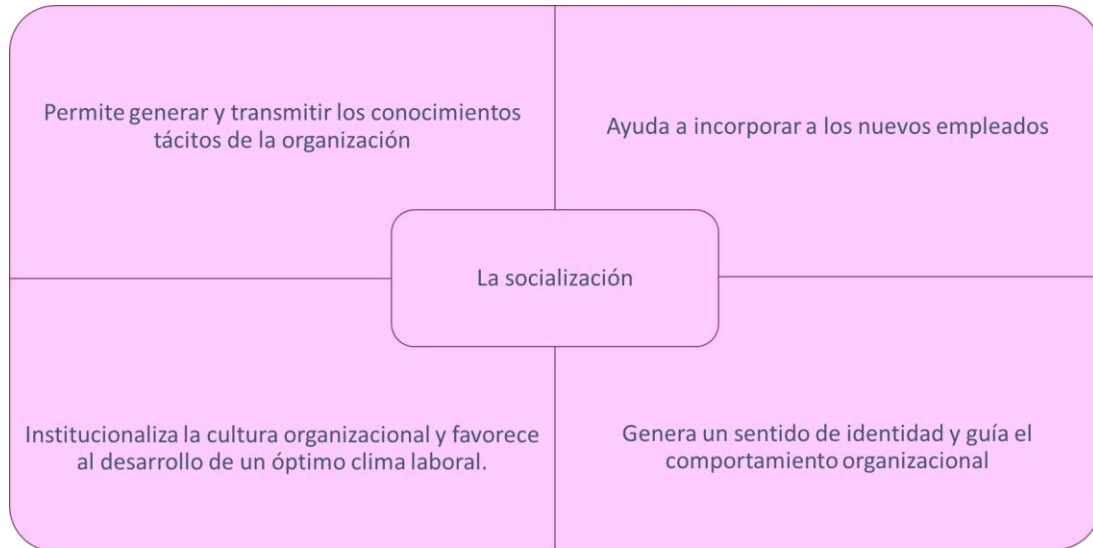 Permite generar y transmitir los conocimientos
tácitos de la organización
Ayuda a incorporar a los nuevos empleados
La socialización
Institucionaliza la cultura organizacional y favorece
al desarrollo de un óptimo clima laboral.
Genera un sentido de identidad y guía el
comportamiento organizacional